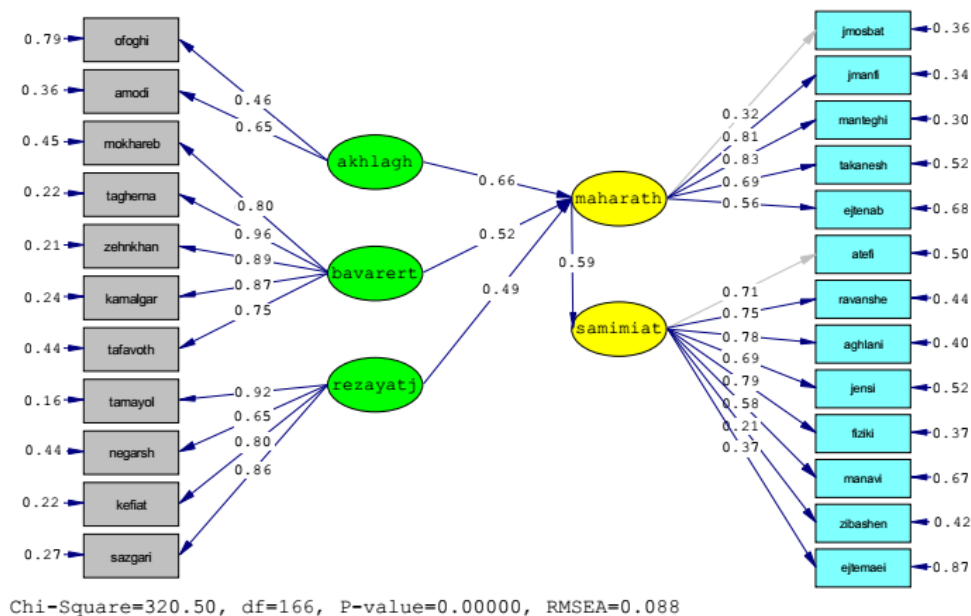 0.79
ofoghi
0.36
amodi
0.45
mokhareb
0.22
tagherna
0.21
zehnkhan
0.24
kamalgar
0.44
tafavoth
0.16
tamayol
0.44
negarsh
0.22
kefiat
0.27
sazgari
0.46
0.65
0.80
0.96
0.89
0.87
0.75
0.92
0.65
0.80
0.86
akhlagh
bavarert
rezayatj
0.66
0.52
0.49
maharath
0.59
samimiat
0.32
0.81
0.83
0.69
0.56
0.71
0.75
0.78
0.69
0.79
0.58
0.21
0.37
jmosbat
0.36
jmanfi
0.34
manteghi
0.30
takanesh
0.52
ejtenab
0.68
atefi
0.50
ravanshe
0.44
aghlani
0.40
jensi
0.52
fiziki
0.37
manavi
0.67
zibashen
0.42
ejtemaei
0.87
Chi-Square=320.50, df=166, P-value=0.00000, RMSEA=0.088